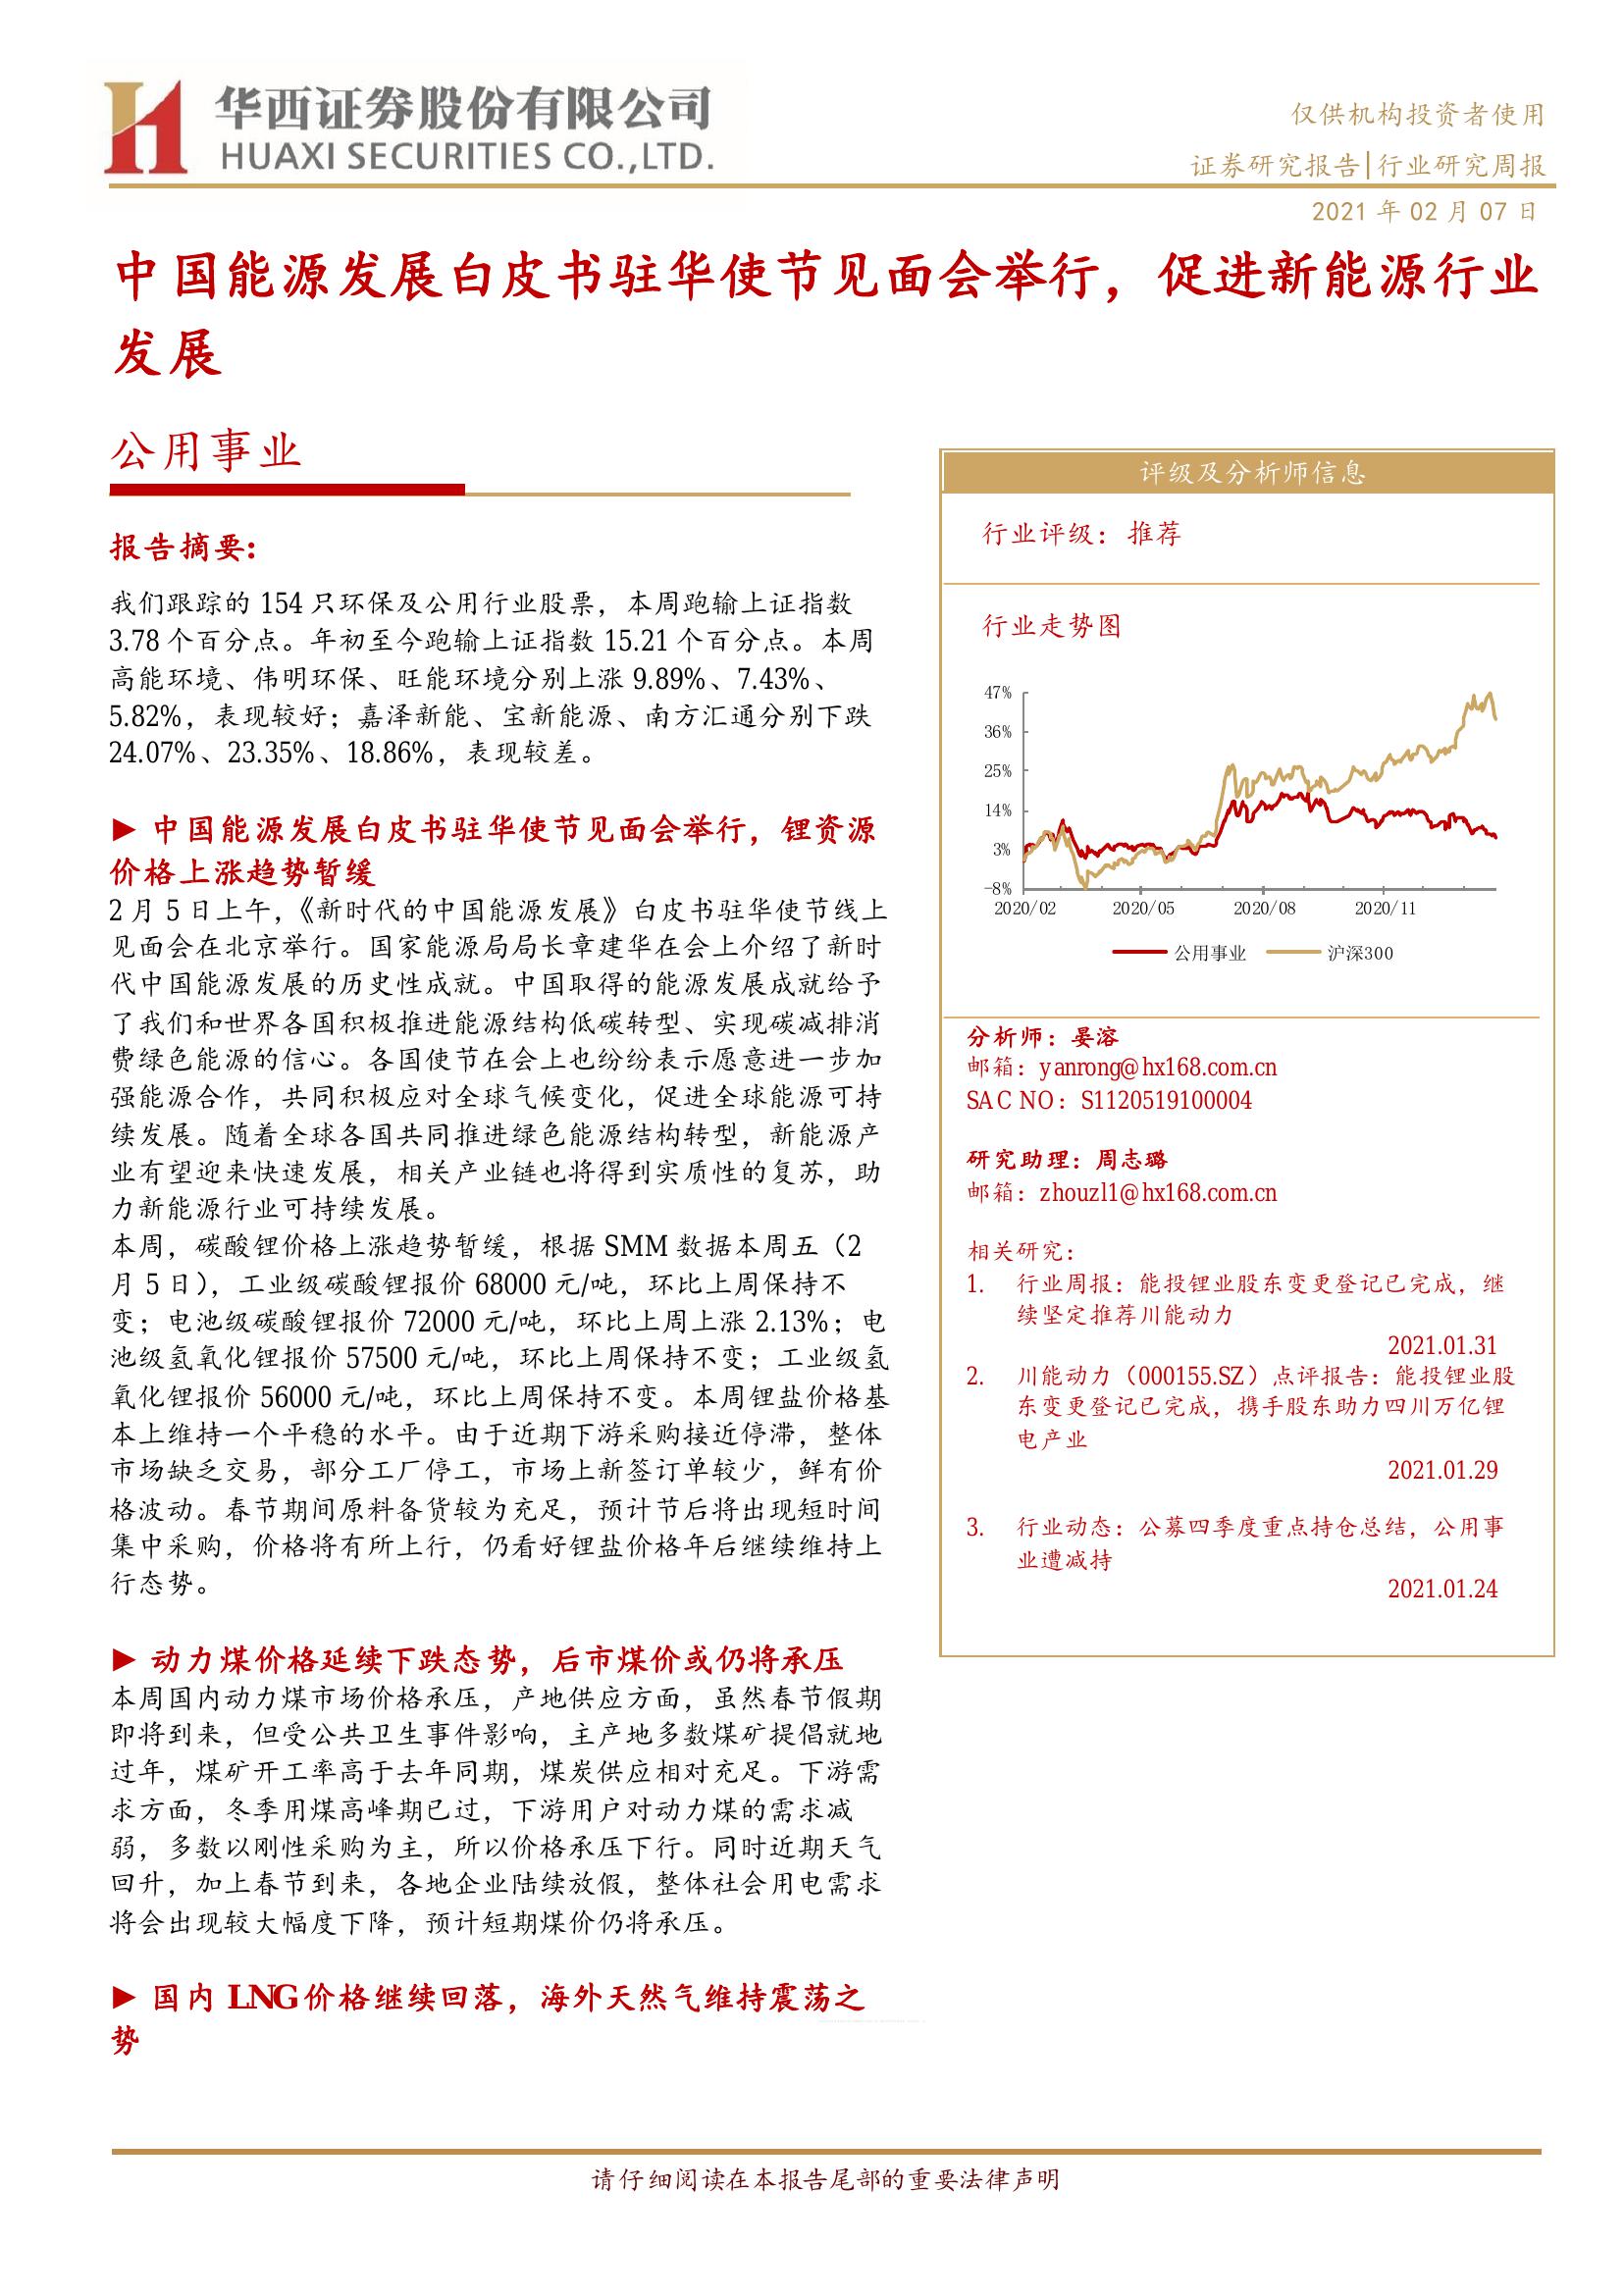 华西证券股份有限公司
HUAXI SECURITIES CO.,LTD.
仅供机构投资者使用
证券研究报告|行业研究周报
2021 年 02 月 07 日
中国能源发展白皮书驻华使节见面会举行，促进新能源行业
发展
公用事业
报告摘要:
我们跟踪的 154 只环保及公用行业股票，本周跑输上证指数
3.78 个百分点。年初至今跑输上证指数 15.21 个百分点。本周
高能环境、伟明环保、旺能环境分别上涨 9.89%、7.43%、
5.82%，表现较好；嘉泽新能、宝新能源、南方汇通分别下跌
24.07%、23.35%、18.86%，表现较差。
► 中国能源发展白皮书驻华使节见面会举行，锂资源
价格上涨趋势暂缓
2 月 5 日上午，《新时代的中国能源发展》白皮书驻华使节线上
见面会在北京举行。国家能源局局长章建华在会上介绍了新时
代中国能源发展的历史性成就。中国取得的能源发展成就给予
了我们和世界各国积极推进能源结构低碳转型、实现碳减排消
费绿色能源的信心。各国使节在会上也纷纷表示愿意进一步加
强能源合作，共同积极应对全球气候变化，促进全球能源可持
续发展。随着全球各国共同推进绿色能源结构转型，新能源产
业有望迎来快速发展，相关产业链也将得到实质性的复苏，助
力新能源行业可持续发展。
本周，碳酸锂价格上涨趋势暂缓，根据 SMM 数据本周五（2
月 5 日），工业级碳酸锂报价 68000 元/吨，环比上周保持不
变；电池级碳酸锂报价 72000 元/吨，环比上周上涨 2.13%；电
池级氢氧化锂报价 57500 元/吨，环比上周保持不变；工业级氢
氧化锂报价 56000 元/吨，环比上周保持不变。本周锂盐价格基
本上维持一个平稳的水平。由于近期下游采购接近停滞，整体
市场缺乏交易，部分工厂停工，市场上新签订单较少，鲜有价
格波动。春节期间原料备货较为充足，预计节后将出现短时间
集中采购，价格将有所上行，仍看好锂盐价格年后继续维持上
行态势。
► 动力煤价格延续下跌态势，后市煤价或仍将承压
本周国内动力煤市场价格承压，产地供应方面，虽然春节假期
即将到来，但受公共卫生事件影响，主产地多数煤矿提倡就地
过年，煤矿开工率高于去年同期，煤炭供应相对充足。下游需
求方面，冬季用煤高峰期已过，下游用户对动力煤的需求减
弱，多数以刚性采购为主，所以价格承压下行。同时近期天气
回升，加上春节到来，各地企业陆续放假，整体社会用电需求
将会出现较大幅度下降，预计短期煤价仍将承压。
► 国内 LNG价格继续回落，海外天然气维持震荡之
势
评级及分析师信息
行业评级：推荐
行业走势图
47%
36%
25%
14%
3%
-8%
2020/02 2020/05 2020/08 2020/11
公用事业 沪深300
分析师：晏溶
邮箱：yanrong@hx168.com.cn
SAC NO：S1120519100004
研究助理：周志璐
邮箱：zhouzl1@hx168.com.cn
相关研究：
1. 行业周报：能投锂业股东变更登记已完成，继
续坚定推荐川能动力
2021.01.31
2. 川能动力（000155.SZ）点评报告：能投锂业股
东变更登记已完成，携手股东助力四川万亿锂
电产业
2021.01.29
3. 行业动态：公募四季度重点持仓总结，公用事
业遭减持
2021.01.24
请仔细阅读在本报告尾部的重要法律声明